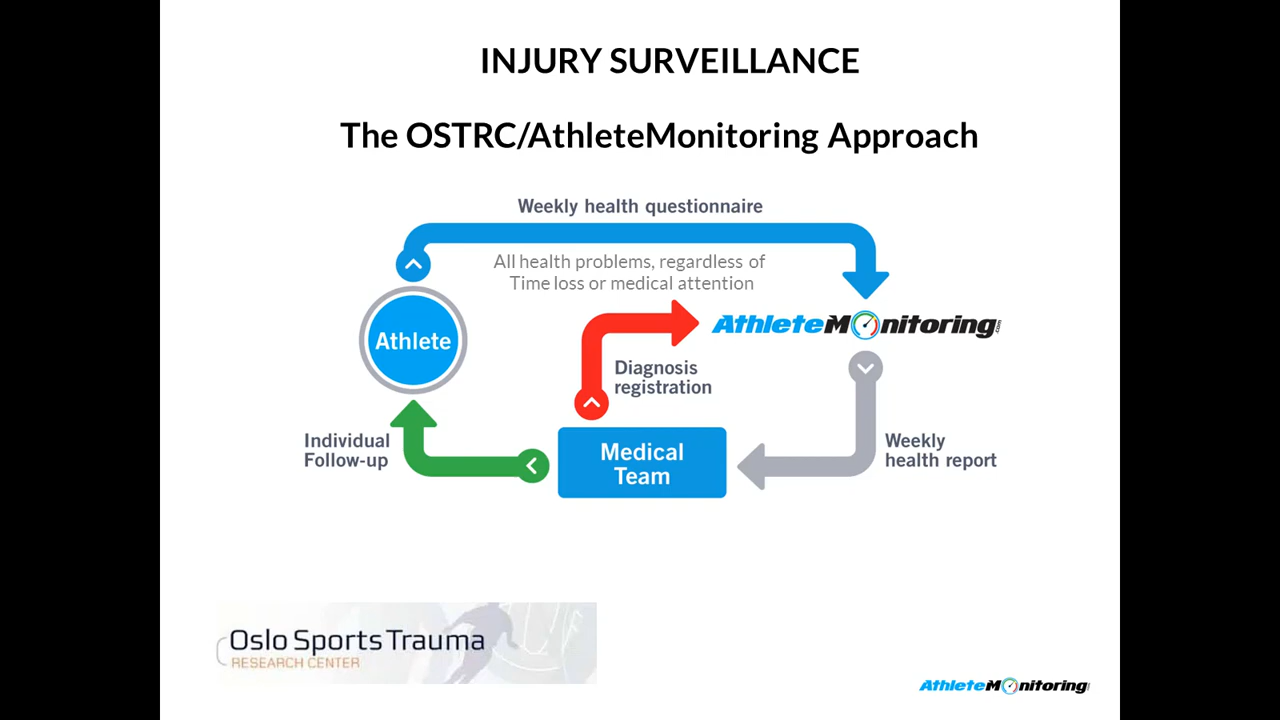 INJURY SURVEILLANCE
The OSTRC/AthleteMonitoring Approach
Weekly health questionnaire
All health problems, regardless of
Time loss or medical attention
Athlete
AthleteMonitoring.com
Diagnosis
registration
Individual
Follow-up
Medical
Team
Weekly
health report
Oslo Sports Trauma
RESEARCH CENTER
AthleteMonitoring